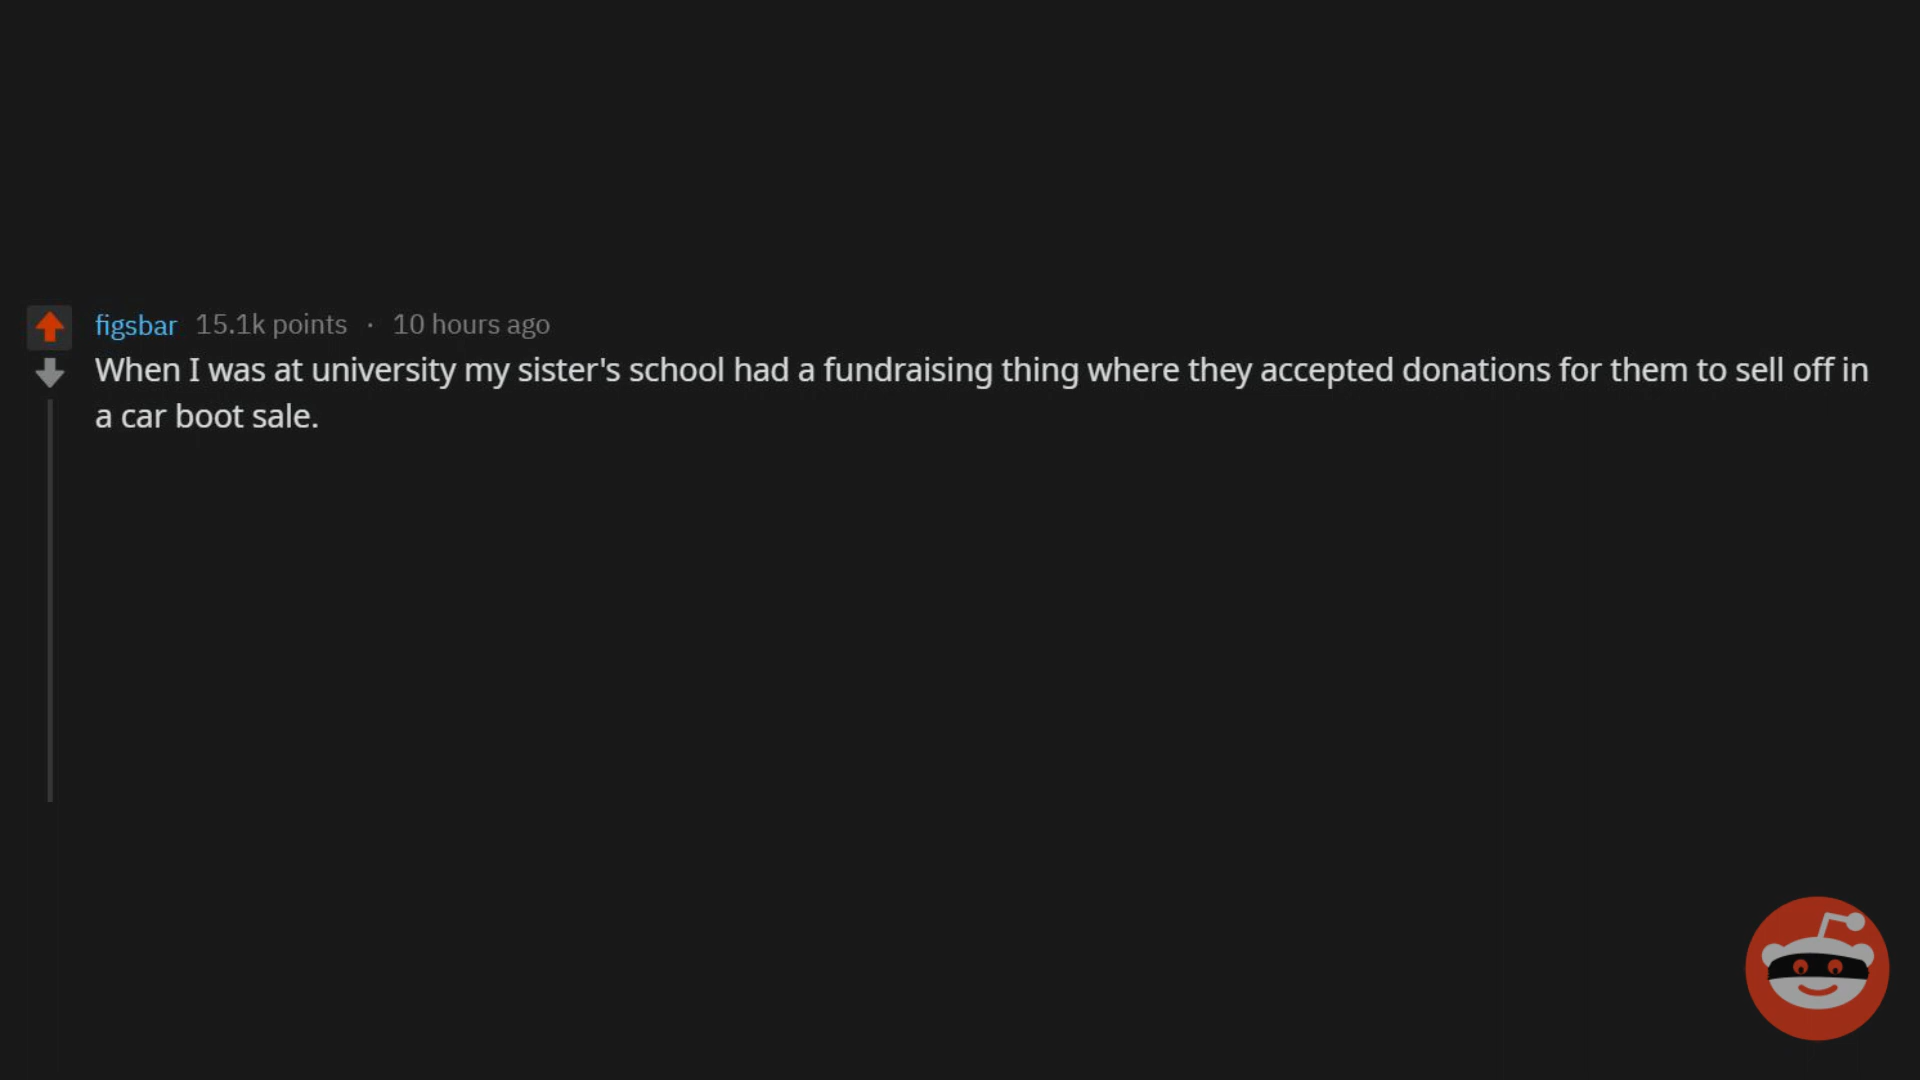 figsbar 15.1k points · 10 hours ago
When I was at university my sister's school had a fundraising thing where they accepted donations for them to sell off in
a car boot sale.